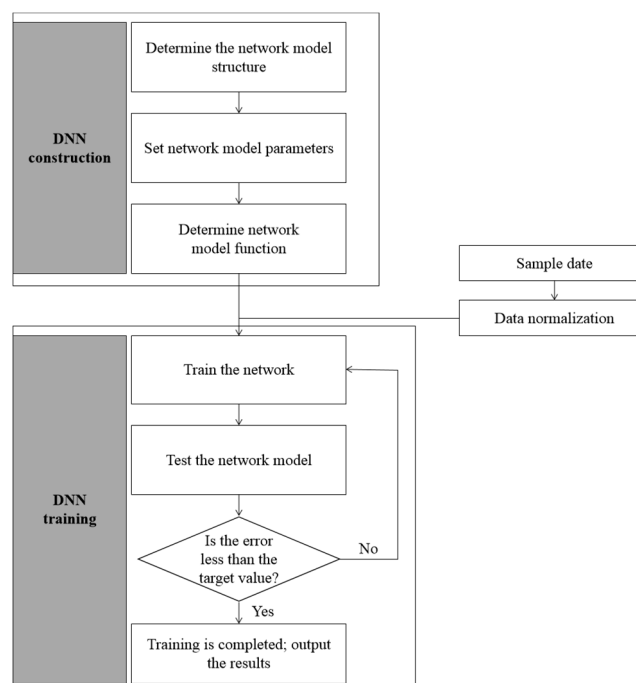 Determine the network model
structure
DNN
construction
Set network model parameters
Determine network
model function
Sample date
Data normalization
Train the network
Test the network model
DNN
training
Is the error
less than the
target value?
No
Yes
Training is completed; output
the results